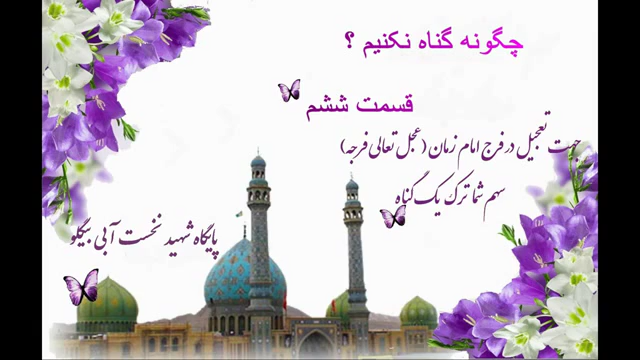 چگونه گناه نکنیم ؟
قسمت ششم
جهت تعجیل در فرج امام زمان (عجل تعالی فرجه)
سهم شما ترک یک گناه
پایگاه شهید نخست آبی بیگلو